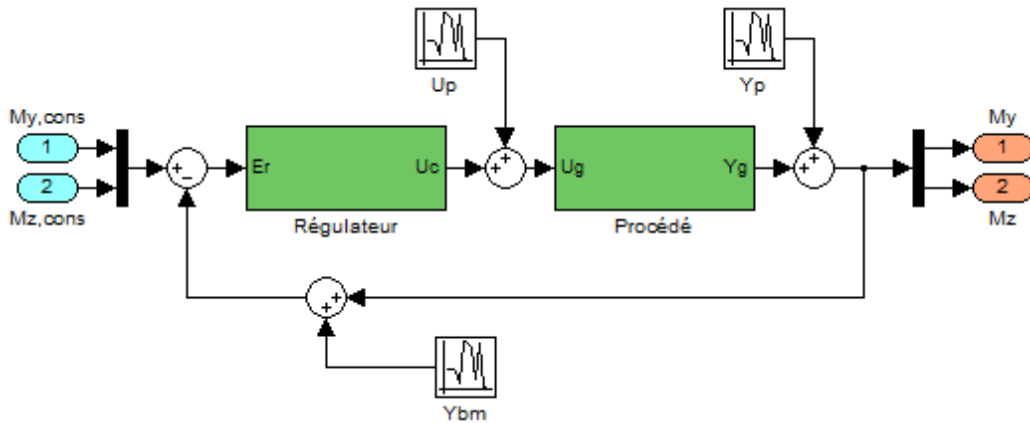 Up
Yp
My,cons
1
2
Mz,cons
+
−
Er
Uc
Régulateur
+
+
Ug
Yg
Procédé
+
+
My
1
2
Mz
+
+
Ybm